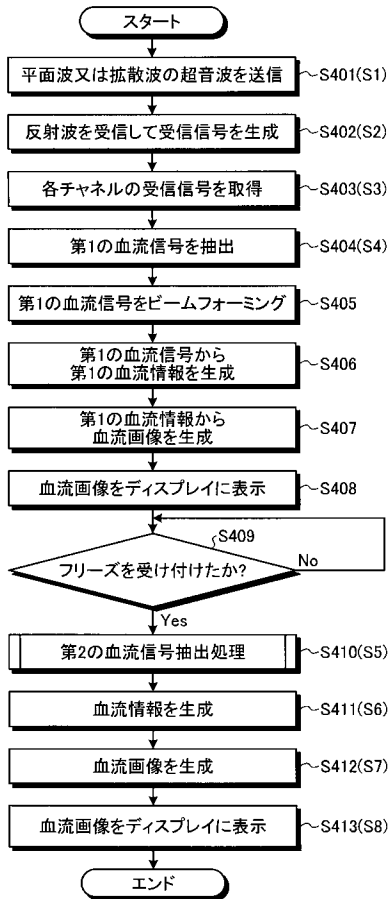 スタート
平面波又は拡散波の超音波を送信 S401(S1)
反射波を受信して受信信号を生成 S402(S2)
各チャネルの受信信号を取得 S403(S3)
第1の血流信号を抽出 S404(S4)
第1の血流信号をビームフォーミング S405
第1の血流信号から
第1の血流情報を生成 S406
第1の血流情報から
血流画像を生成 S407
血流画像をディスプレイに表示 S408
S409
フリーズを受け付けたか? No
Yes
第2の血流信号抽出処理 S410(S5)
血流情報を生成 S411(S6)
血流画像を生成 S412(S7)
血流画像をディスプレイに表示 S413(S8)
エンド